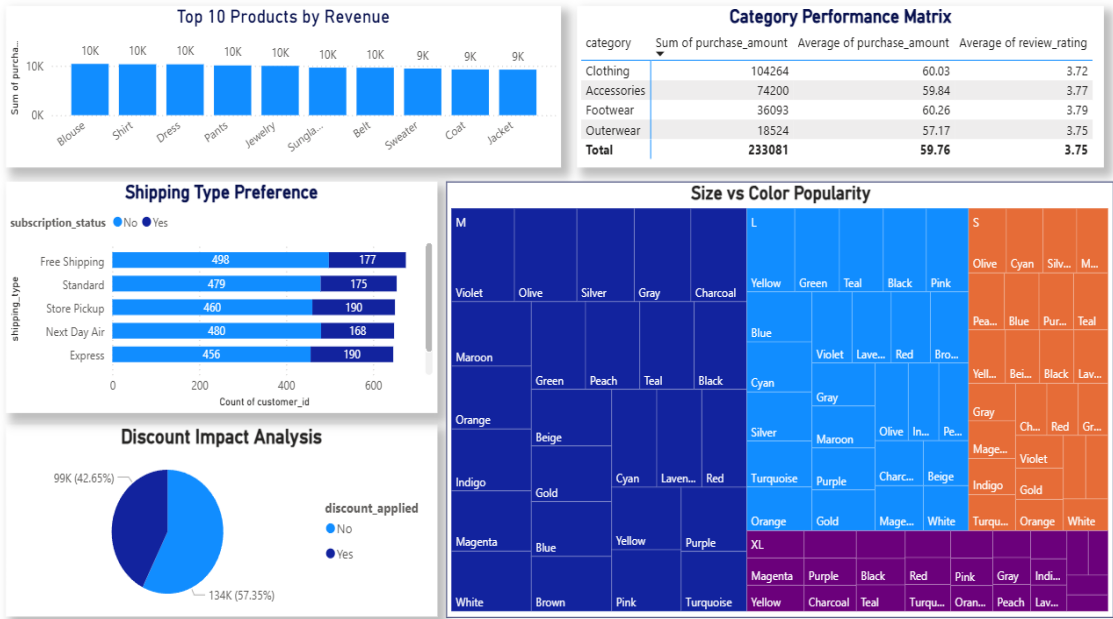 Top 10 Products by Revenue
Sum of purcha...
10K
0K
10K 10K 10K 10K 10K 10K 10K 9K 9K 9K
Blouse Shirt Dress Pants Jewelry Sungla... Belt Sweater Coat Jacket
Category Performance Matrix
category Sum of purchase_amount Average of purchase_amount Average of review_rating
Clothing 104264 60.03 3.72
Accessories 74200 59.84 3.77
Footwear 36093 60.26 3.79
Outerwear 18524 57.17 3.75
Total 233081 59.76 3.75
Shipping Type Preference
subscription_status No Yes
shipping_type
Free Shipping 498 177
Standard 479 175
Store Pickup 460 190
Next Day Air 480 168
Express 456 190
0 200 400 600
Count of customer_id
Discount Impact Analysis
99K (42.65%)
134K (57.35%)
discount_applied
No
Yes
Size vs Color Popularity
M
Violet Olive Silver Gray Charcoal
Maroon
Green Peach Teal Black
Orange
Beige
Indigo
Cyan Laven... Red
Gold
Magenta
Blue
Yellow Purple
White Brown Pink Turquoise
L
Yellow Green Teal Black Pink
Blue
Violet Lave... Red Bro...
Cyan
Gray
Silver
Maroon
Olive In... Pe...
Turquoise Purple Charc... Beige
Orange Gold Mage... White
S
Olive Cyan Silv... M...
Pea... Blue Pur... Teal
Yell... Bei... Black Lav...
Gray
Ch... Red Gr...
Mage...
Violet
Indigo
Gold
Turqu... Orange White
XL
Magenta Purple Black Red Pink Gray Indi...
Yellow Charcoal Teal Turqu... Oran... Peach Lav...